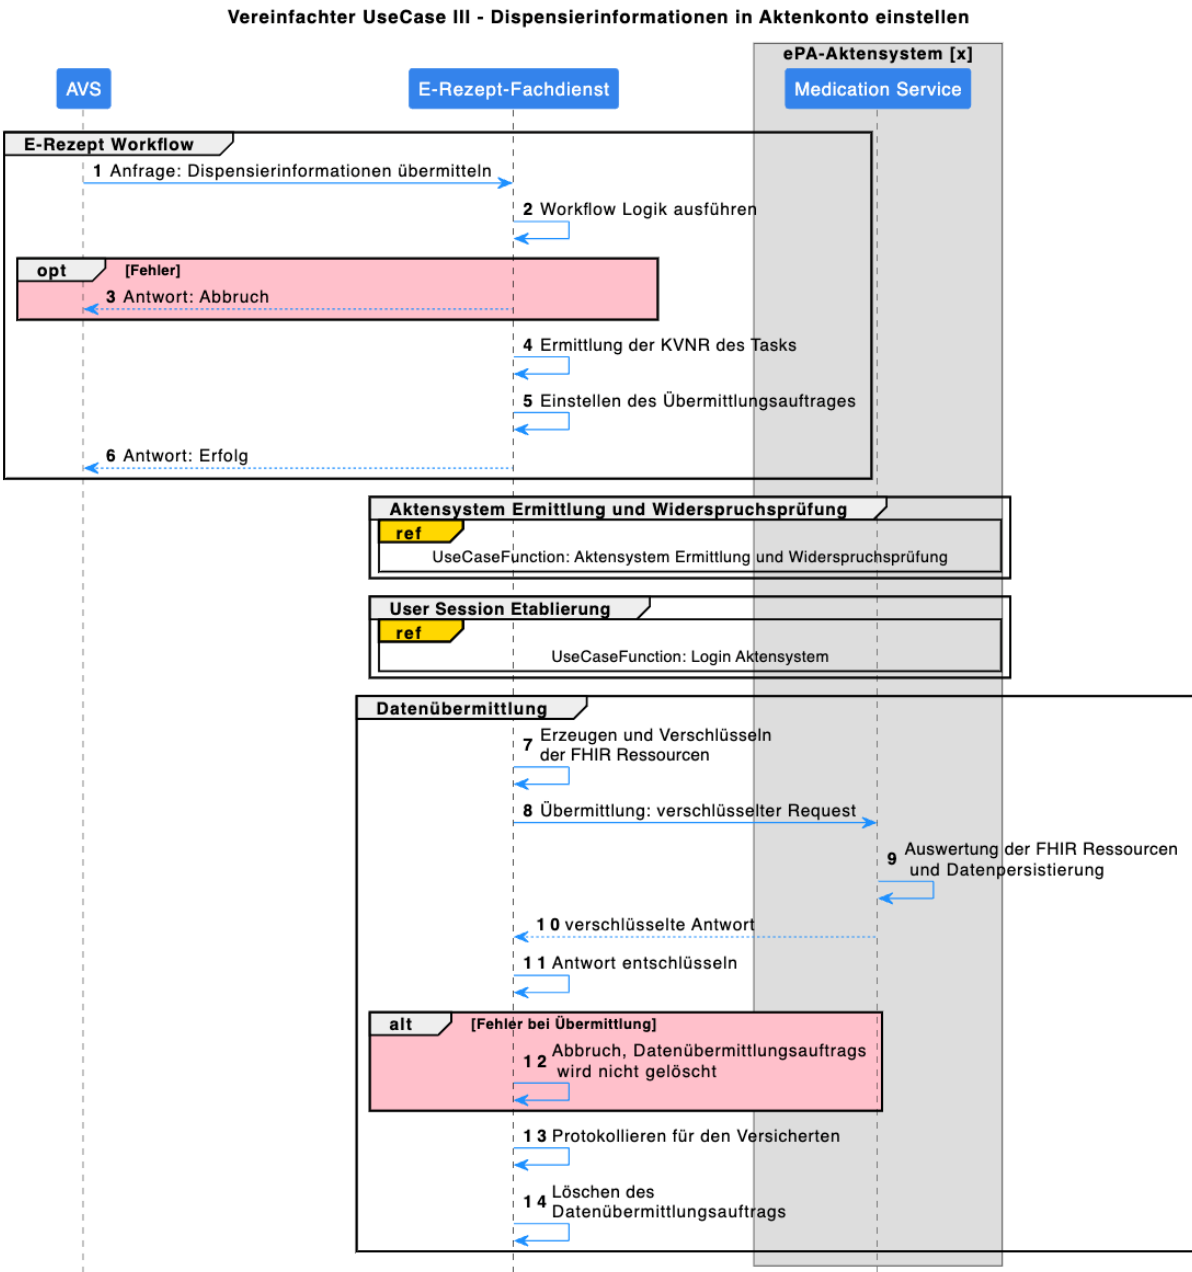 Vereinfachter UseCase III - Dispensierinformationen in Aktenkonto einstellen
ePA-Aktensystem [x]
AVS
E-Rezept-Fachdienst
Medication Service
E-Rezept Workflow
1 Anfrage: Dispensierinformationen übermitteln
2 Workflow Logik ausführen
opt [Fehler]
3 Antwort: Abbruch
4 Ermittlung der KVNR des Tasks
5 Einstellen des Übermittlungsauftrages
6 Antwort: Erfolg
Aktensystem Ermittlung und Widerspruchsprüfung
ref
UseCaseFunction: Aktensystem Ermittlung und Widerspruchsprüfung
User Session Etablierung
ref
UseCaseFunction: Login Aktensystem
Datenübermittlung
7 Erzeugen und Verschlüsseln
der FHIR Ressourcen
8 Übermittlung: verschlüsselter Request
9 Auswertung der FHIR Ressourcen
und Datenpersistierung
10 verschlüsselte Antwort
11 Antwort entschlüsseln
alt [Fehler bei Übermittlung]
12 Abbruch, Datenübermittlungsauftrags
wird nicht gelöscht
13 Protokollieren für den Versicherten
14 Löschen des
Datenübermittlungsauftrags